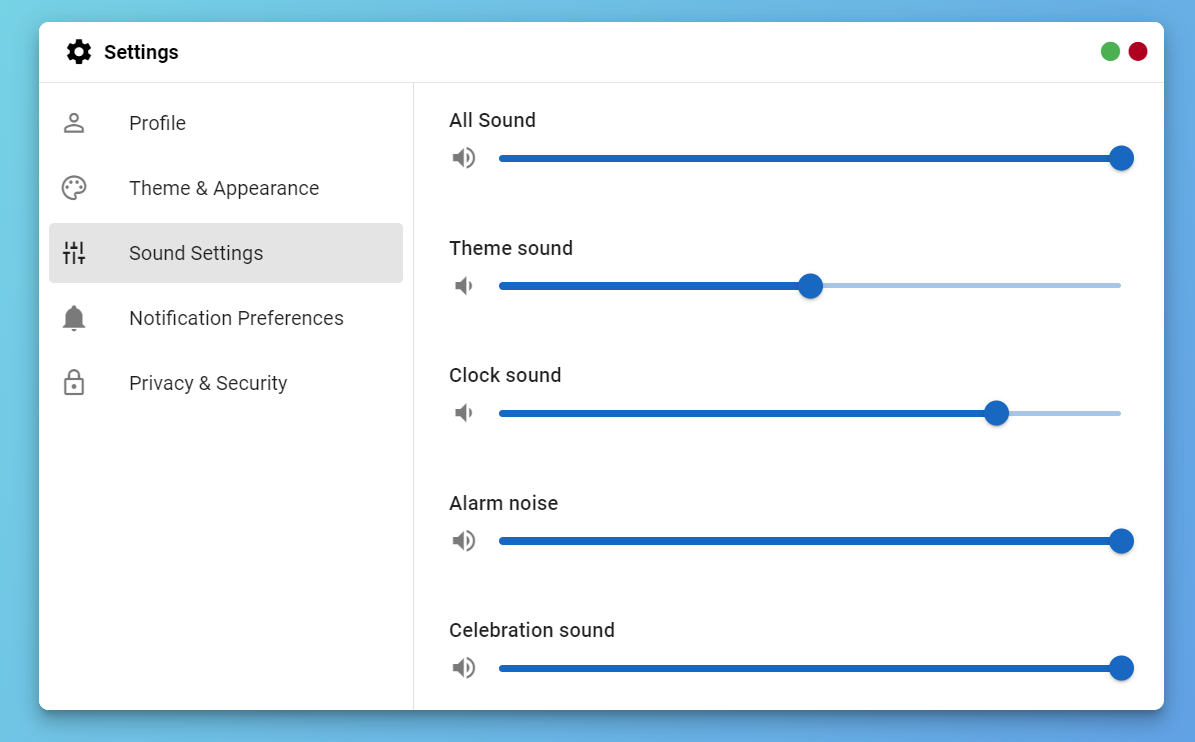 Settings
Profile
Theme & Appearance
Sound Settings
Notification Preferences
Privacy & Security
All Sound
Theme sound
Clock sound
Alarm noise
Celebration sound